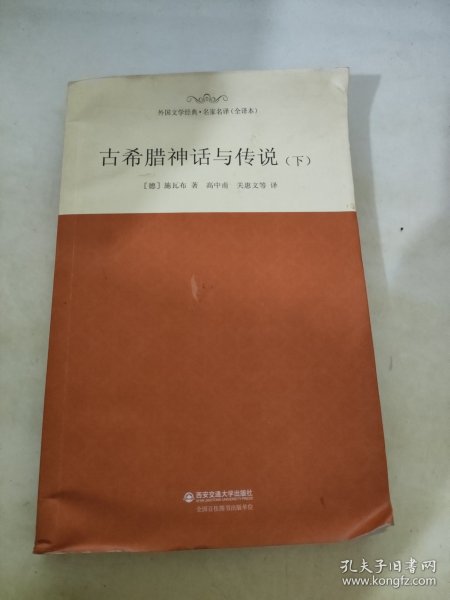 外国文学经典·名家名译(全译本)
古希腊神话与传说(下)
[德]施瓦布 著 高中甫 关惠文等 译
西安交通大学出版社
全国百佳图书出版单位
孔夫子旧书网
www.kongfz.com